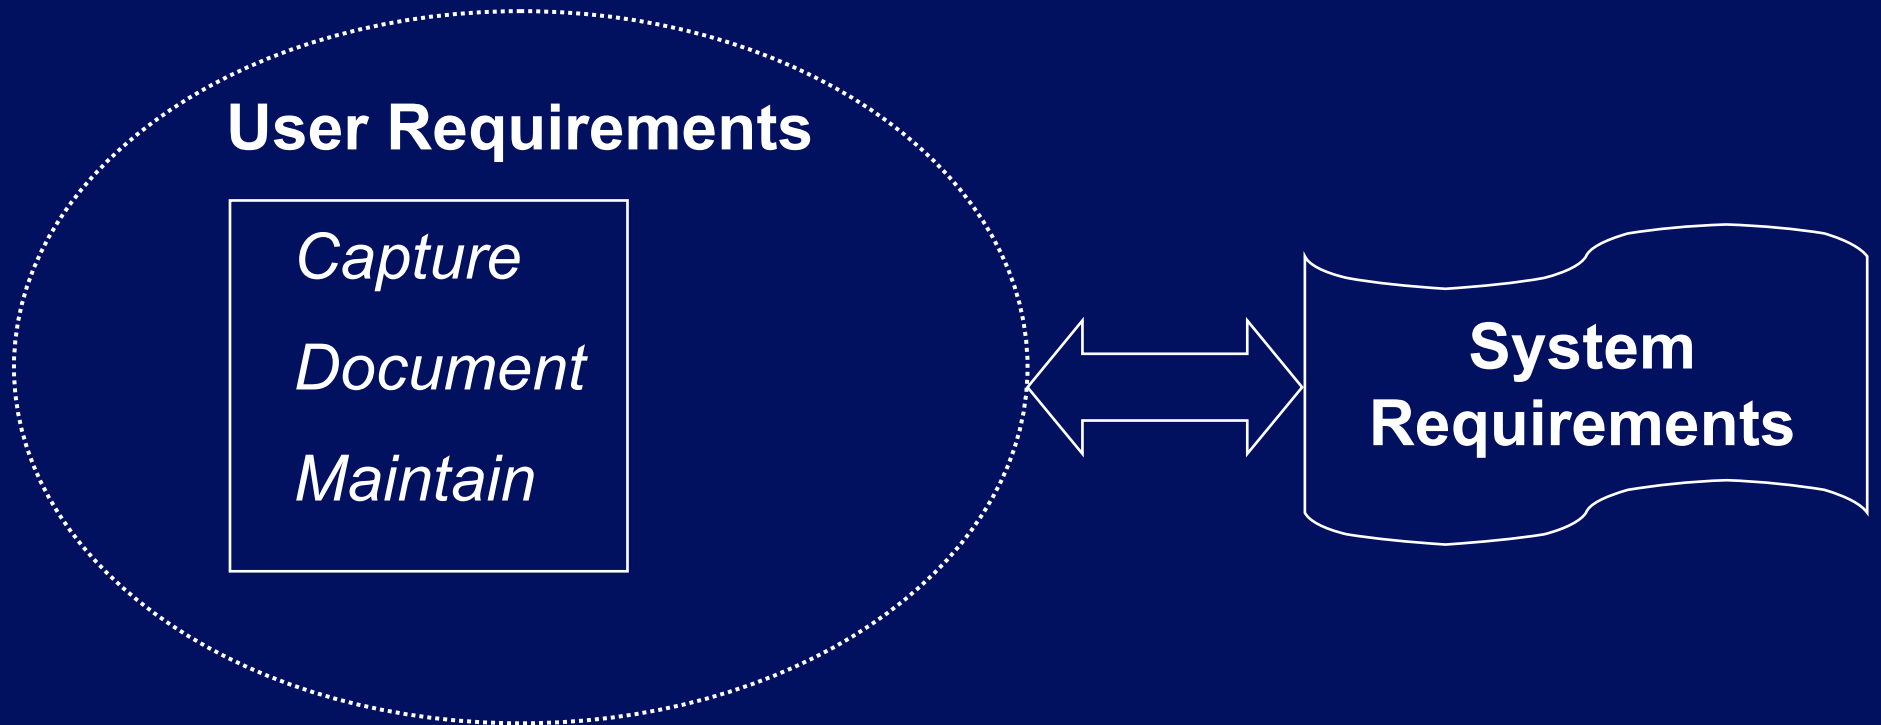 User Requirements
Capture
Document
Maintain
System
Requirements